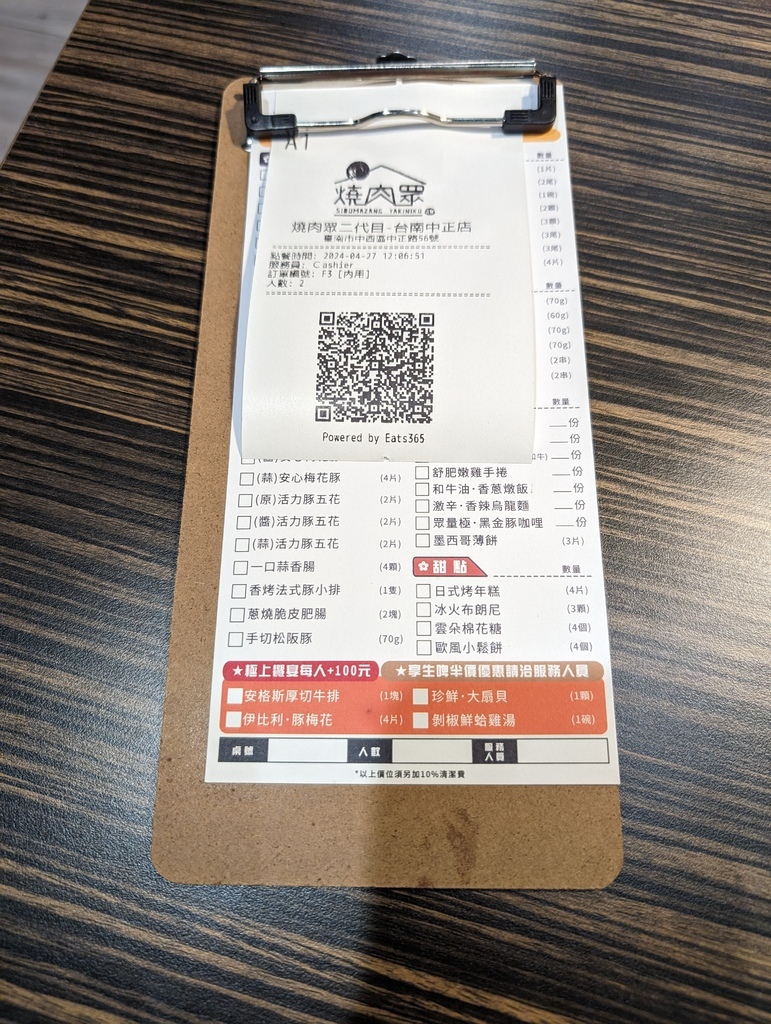 A1
燒肉眾
SINOMAZANG YAKINIKU
燒肉眾二代目-台南中正店
臺南市中西區中正路56號
點餐時間: 2024-04-27 12:06:51
服務員: Cashier
訂單編號: F3 [內用]
人數: 2
Powered by Eats365
數量
(1片)
(2尾)
(1碗)
(2顆)
(3顆)
(3尾)
(3尾)
(4片)
數量
(70g)
(60g)
(70g)
(70g)
(2串)
(2串)
數量
份
份
份
(蒜)安心梅花豚 (4片)
(原)活力豚五花 (2片)
(醬)活力豚五花 (2片)
(蒜)活力豚五花 (2片)
一口蒜香腸 (4顆)
香烤法式豚小排 (1隻)
蔥燒脆皮肥腸 (2塊)
手切松阪豚 (70g)
舒肥嫩雞手捲 份
和牛油·香蔥燉飯 份
激辛·香辣烏龍麵 份
眾量極·黑金豚咖哩 份
墨西哥薄餅 (3片)
甜點 數量
日式烤年糕 (4片)
冰火布朗尼 (3顆)
雲朵棉花糖 (4個)
歐風小鬆餅 (4個)
★極上饗宴每人+100元
★享生啤半價優惠請洽服務人員
安格斯厚切牛排 (1塊)
珍鮮·大扇貝 (1顆)
伊比利·豚梅花 (4片)
剝椒鮮蛤雞湯 (1碗)
桌號
人數
服務人員
*以上價位須另加10%清潔費